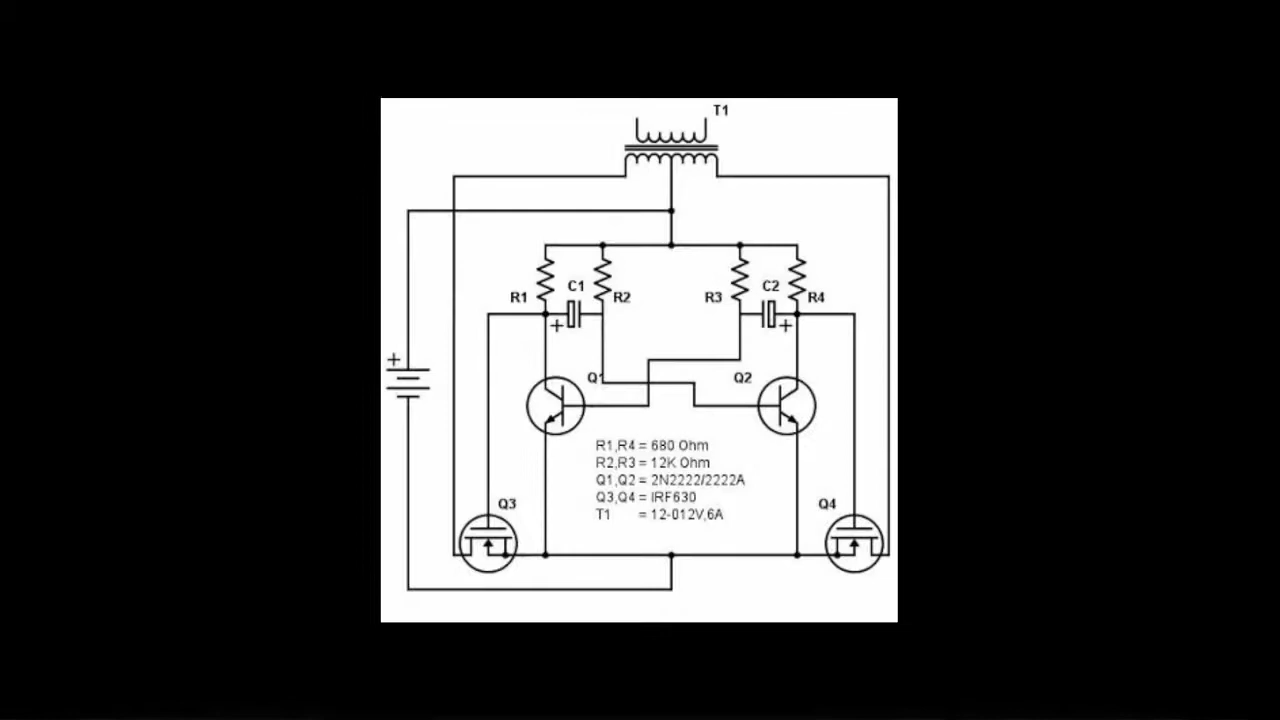 T1
R1
C1
R2
R3
C2
R4
+
+
+
Q1
Q2
R1,R4 = 680 Ohm
R2,R3 = 12K Ohm
Q1,Q2 = 2N2222/2222A
Q3,Q4 = IRF630
T1 = 12-012V,6A
Q3
Q4